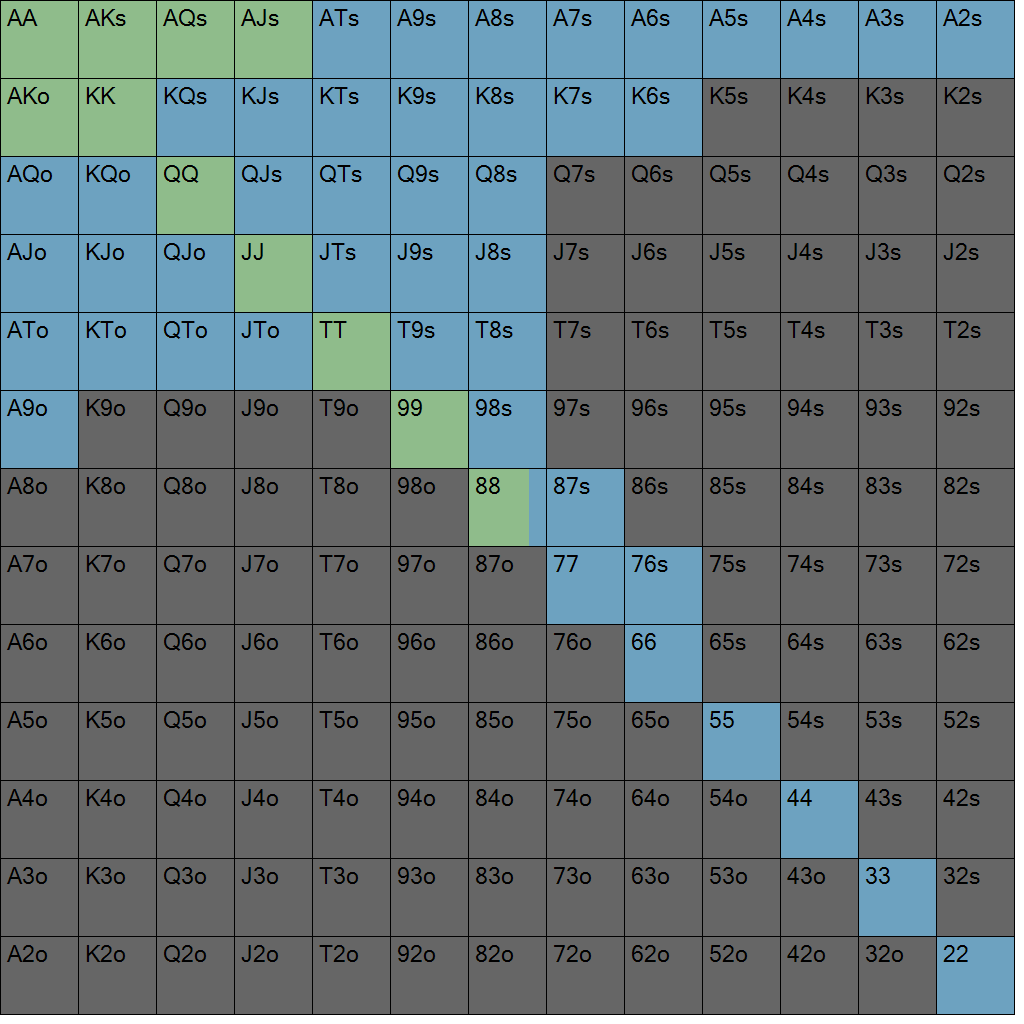 AA AKs AQs AJs ATs A9s A8s A7s A6s A5s A4s A3s A2s
AKo KK KQs KJs KTs K9s K8s K7s K6s K5s K4s K3s K2s
AQo KQo QQ QJs QTs Q9s Q8s Q7s Q6s Q5s Q4s Q3s Q2s
AJo KJo QJo JJ JTs J9s J8s J7s J6s J5s J4s J3s J2s
ATo KTo QTo JTo TT T9s T8s T7s T6s T5s T4s T3s T2s
A9o K9o Q9o J9o T9o 99 98s 97s 96s 95s 94s 93s 92s
A8o K8o Q8o J8o T8o 98o 88 87s 86s 85s 84s 83s 82s
A7o K7o Q7o J7o T7o 97o 87o 77 76s 75s 74s 73s 72s
A6o K6o Q6o J6o T6o 96o 86o 76o 66 65s 64s 63s 62s
A5o K5o Q5o J5o T5o 95o 85o 75o 65o 55 54s 53s 52s
A4o K4o Q4o J4o T4o 94o 84o 74o 64o 54o 44 43s 42s
A3o K3o Q3o J3o T3o 93o 83o 73o 63o 53o 43o 33 32s
A2o K2o Q2o J2o T2o 92o 82o 72o 62o 52o 42o 32o 22